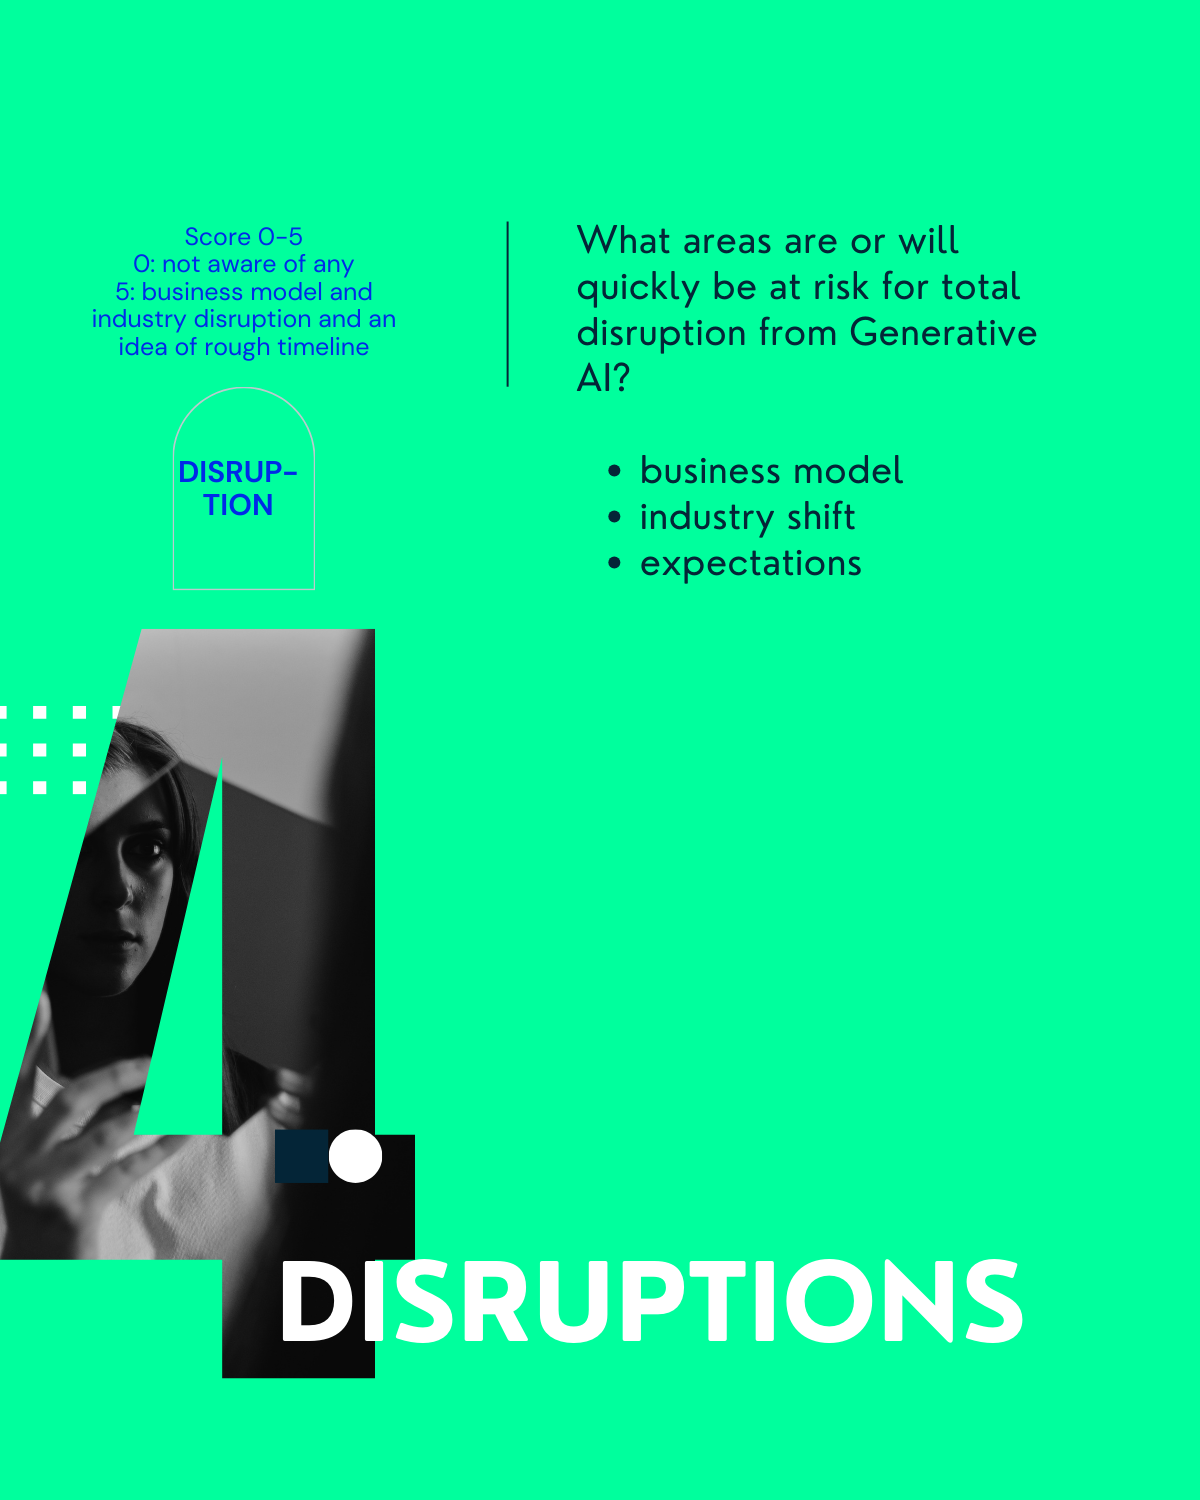 Score 0-5
0: not aware of any
5: business model and
industry disruption and an
idea of rough timeline
DISRUP-
TION
What areas are or will
quickly be at risk for total
disruption from Generative
AI?
• business model
• industry shift
• expectations
4
DISRUPTIONS